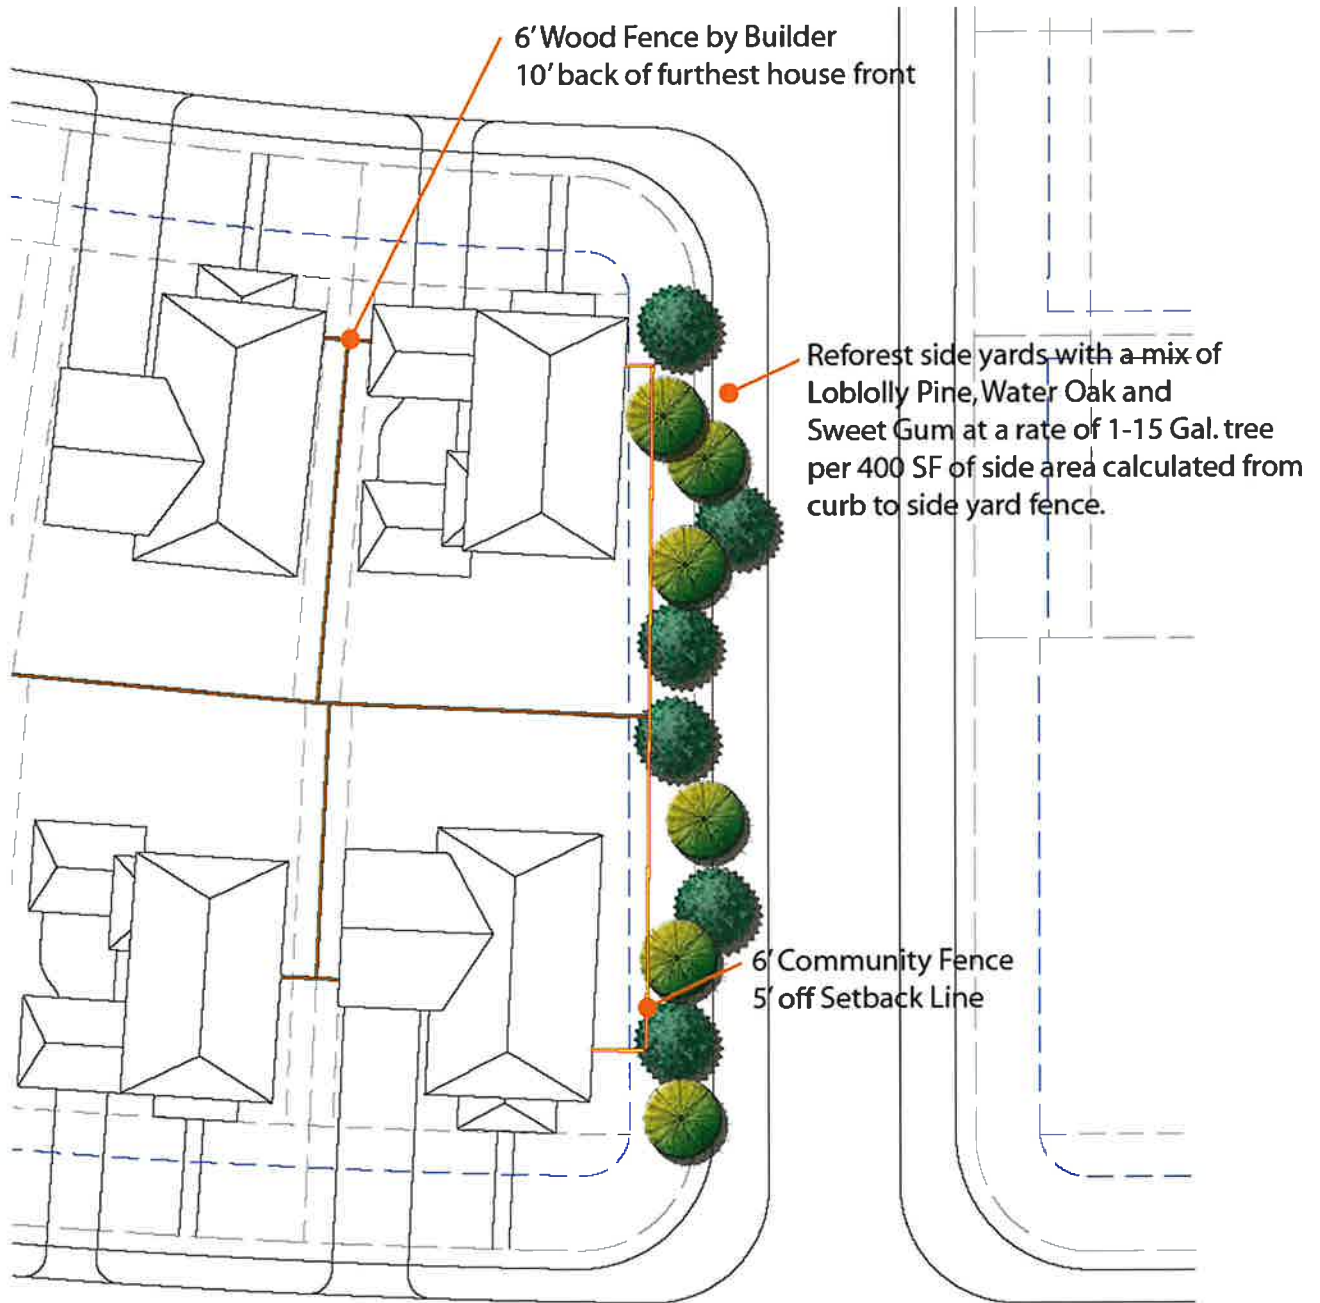 6' Wood Fence by Builder
10' back of furthest house front
Reforest side yards with a mix of
Loblolly Pine, Water Oak and
Sweet Gum at a rate of 1-15 Gal. tree
per 400 SF of side area calculated from
curb to side yard fence.
6' Community Fence
5' off Setback Line